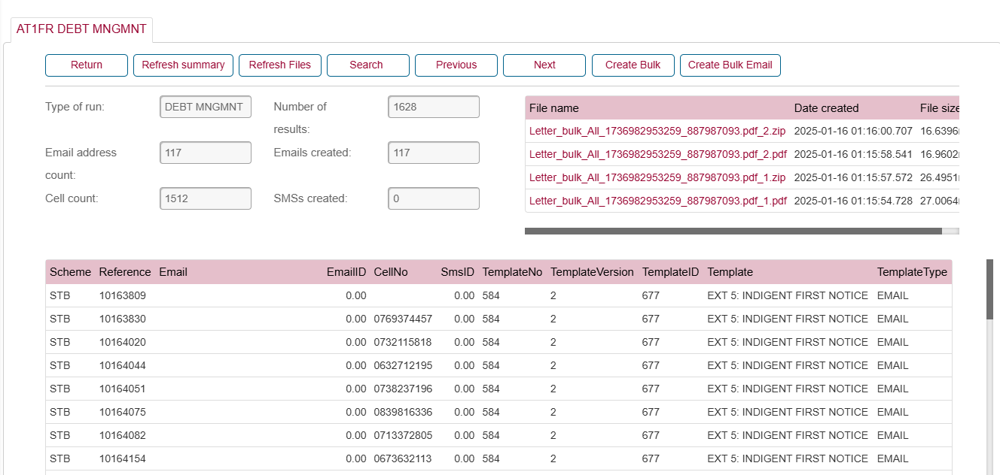 AT1FR DEBT MNGMNT
Return Refresh summary Refresh Files Search Previous Next Create Bulk Create Bulk Email
Type of run: DEBT MNGMNT Number of results: 1628
Email address count: 117 Emails created: 117
Cell count: 1512 SMSs created: 0
File name Date created File size
Letter_bulk_All_1736982953259_887987093.pdf_2.zip 2025-01-16 01:16:00.707 16.6396
Letter_bulk_All_1736982953259_887987093.pdf_2.pdf 2025-01-16 01:15:58.541 16.9602
Letter_bulk_All_1736982953259_887987093.pdf_1.zip 2025-01-16 01:15:57.572 26.4951
Letter_bulk_All_1736982953259_887987093.pdf_1.pdf 2025-01-16 01:15:54.728 27.0064
Scheme Reference Email EmailID CellNo SmsID TemplateNo TemplateVersion TemplateID Template TemplateType
STB 10163809 0.00 0.00 584 2 677 EXT 5: INDIGENT FIRST NOTICE EMAIL
STB 10163830 0.00 0769374457 0.00 584 2 677 EXT 5: INDIGENT FIRST NOTICE EMAIL
STB 10164020 0.00 0732115818 0.00 584 2 677 EXT 5: INDIGENT FIRST NOTICE EMAIL
STB 10164044 0.00 0632712195 0.00 584 2 677 EXT 5: INDIGENT FIRST NOTICE EMAIL
STB 10164051 0.00 0738237196 0.00 584 2 677 EXT 5: INDIGENT FIRST NOTICE EMAIL
STB 10164075 0.00 0839816336 0.00 584 2 677 EXT 5: INDIGENT FIRST NOTICE EMAIL
STB 10164082 0.00 0713372805 0.00 584 2 677 EXT 5: INDIGENT FIRST NOTICE EMAIL
STB 10164154 0.00 0673632113 0.00 584 2 677 EXT 5: INDIGENT FIRST NOTICE EMAIL